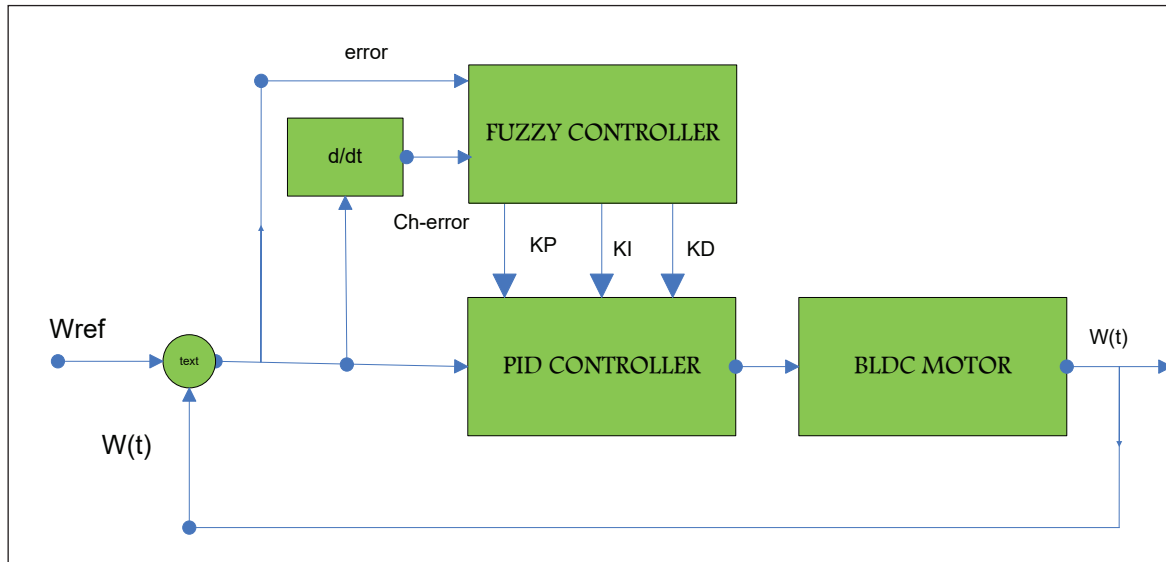 error
FUZZY CONTROLLER
d/dt
Ch-error
KP
KI
KD
Wref
text
PID CONTROLLER
BLDC MOTOR
W(t)
W(t)